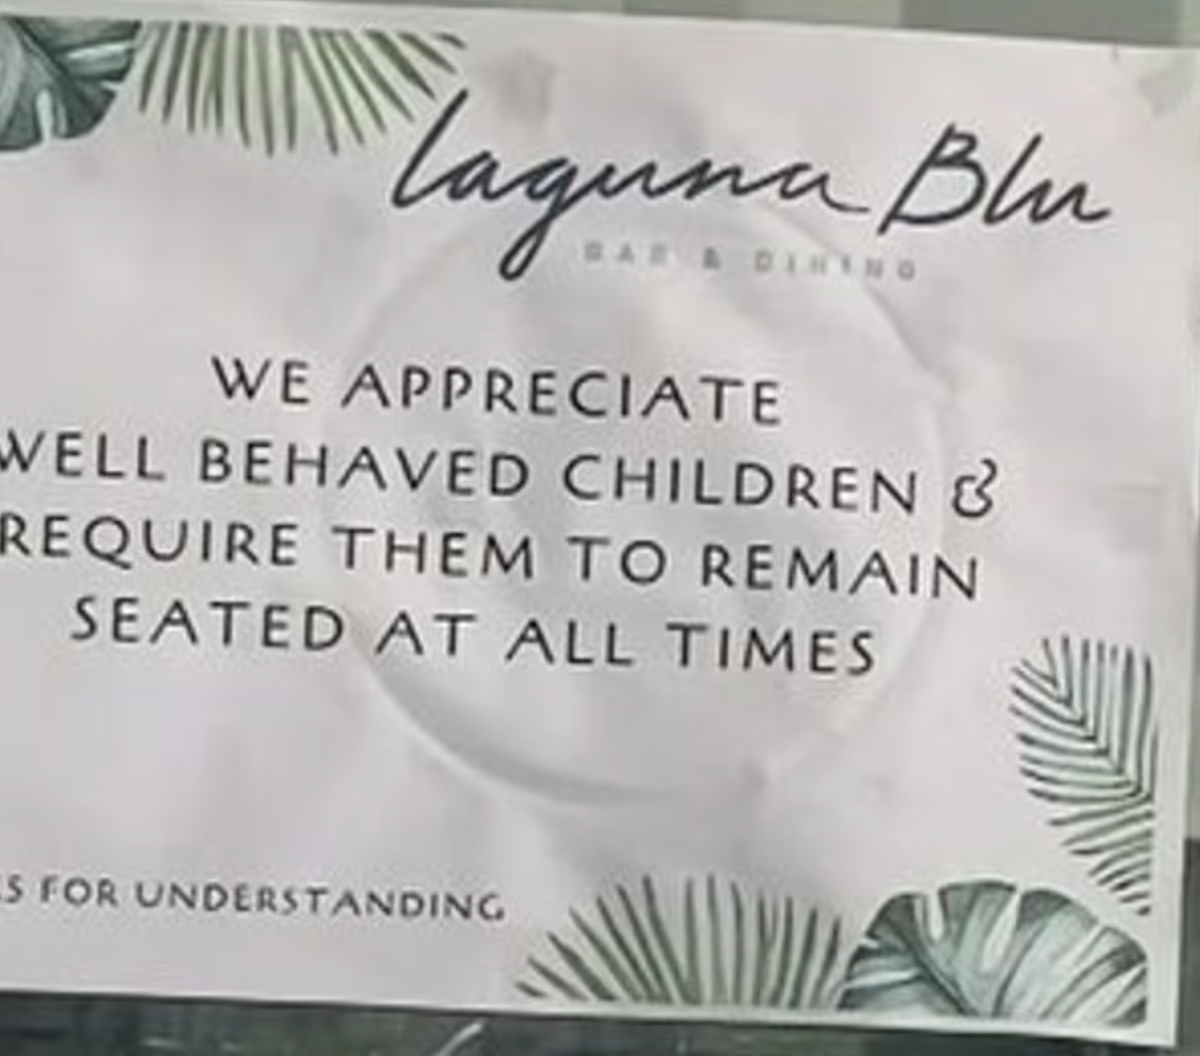 laguna Blu
BAR & DINING
WE APPRECIATE
WELL BEHAVED CHILDREN &
REQUIRE THEM TO REMAIN
SEATED AT ALL TIMES
FOR UNDERSTANDING